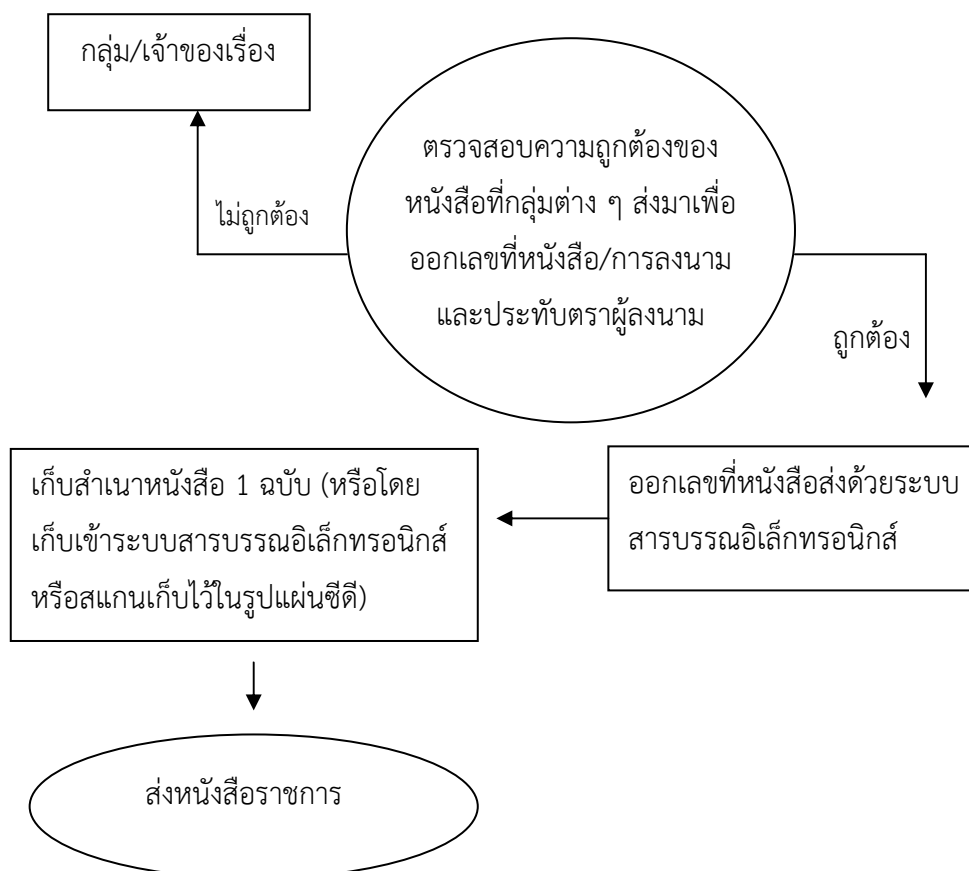 กลุ่ม/เจ้าของเรื่อง
ตรวจสอบความถูกต้องของ
หนังสือที่กลุ่มต่าง ๆ ส่งมาเพื่อ
ออกเลขที่หนังสือ/การลงนาม
และประทับตราผู้ลงนาม
ไม่ถูกต้อง
ถูกต้อง
ออกเลขที่หนังสือส่งด้วยระบบ
สารบรรณอิเล็กทรอนิกส์
เก็บสำเนาหนังสือ 1 ฉบับ (หรือโดย
เก็บเข้าระบบสารบรรณอิเล็กทรอนิกส์
หรือสแกนเก็บไว้ในรูปแผ่นซีดี)
ส่งหนังสือราชการ